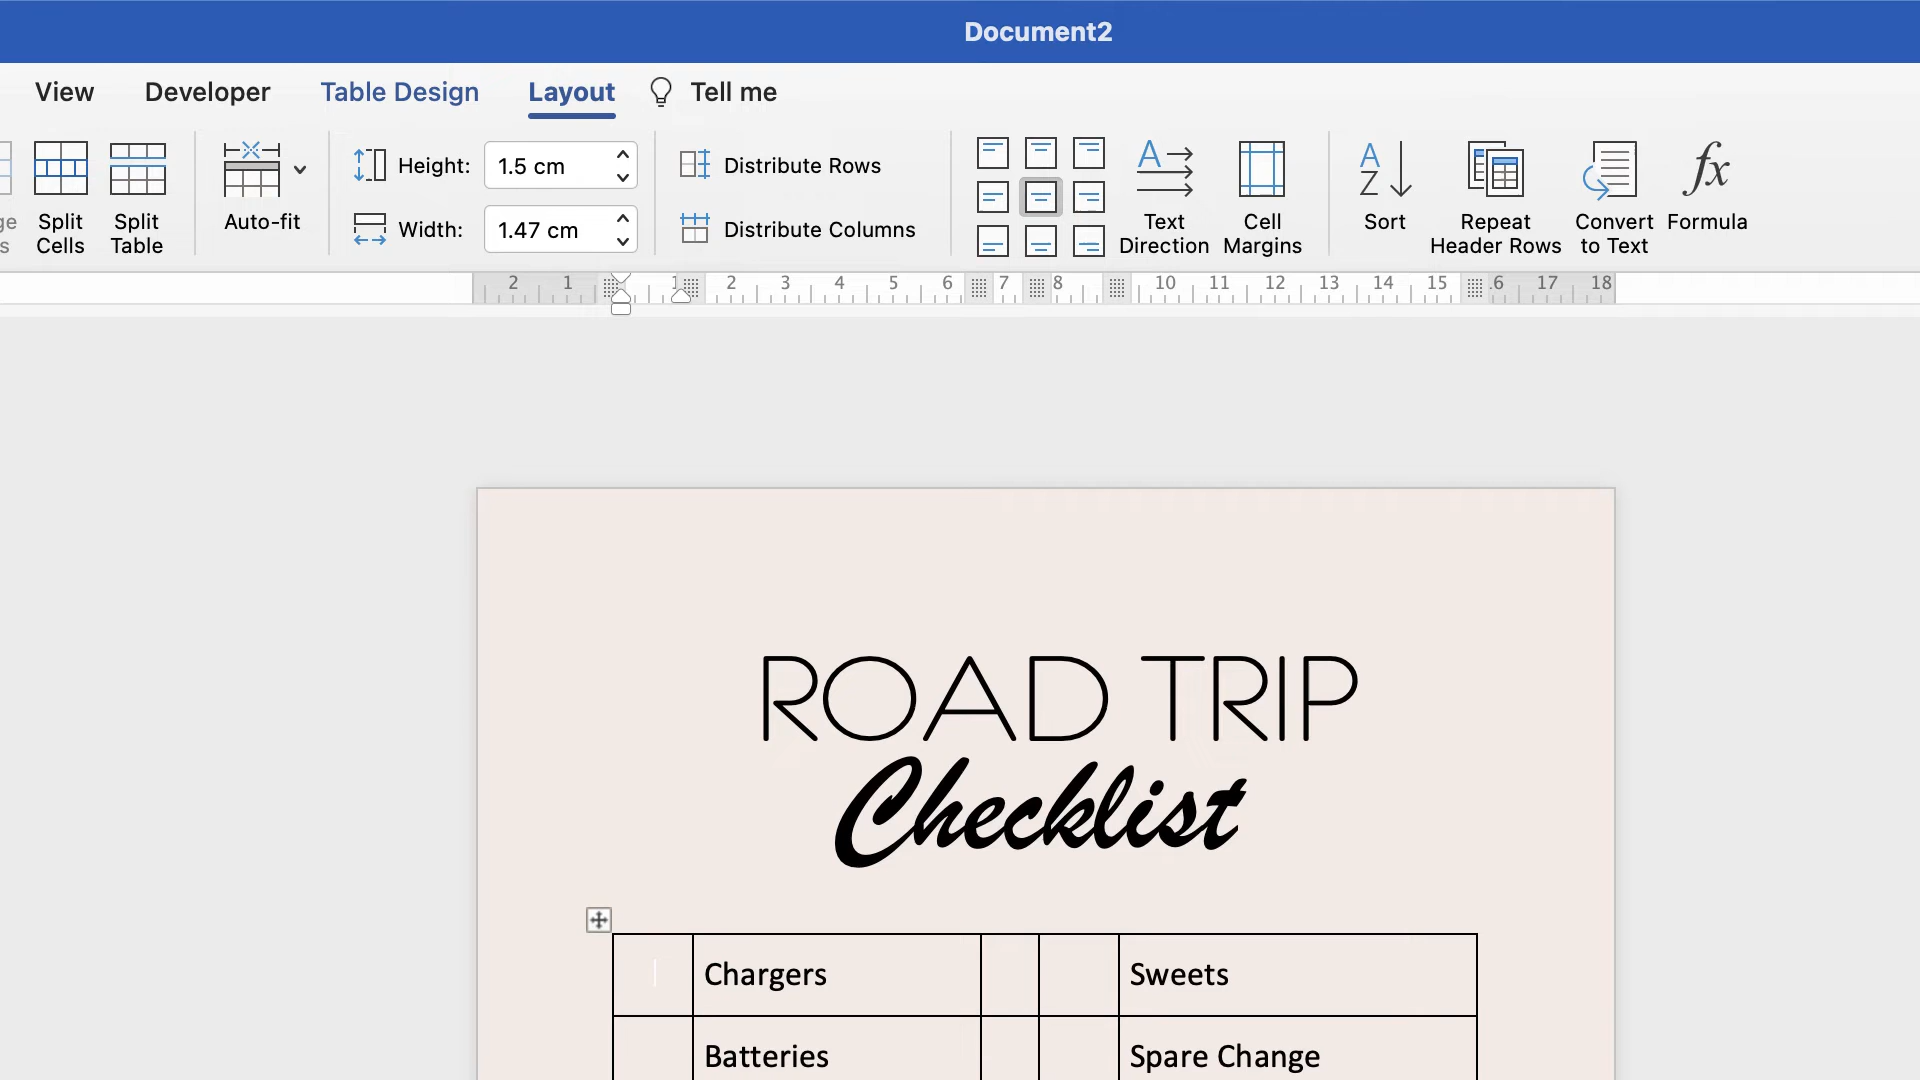 Document2
View Developer Table Design Layout Tell me
Height: 1.5 cm
Width: 1.47 cm
Split Cells
Split Table
Auto-fit
Distribute Rows
Distribute Columns
Text Direction
Cell Margins
Sort
Repeat Header Rows
Convert to Text
fx
Formula
2 1 1 2 3 4 5 6 7 8 10 11 12 13 14 15 16 17 18
ROAD TRIP
Checklist
Chargers Sweets
Batteries Spare Change